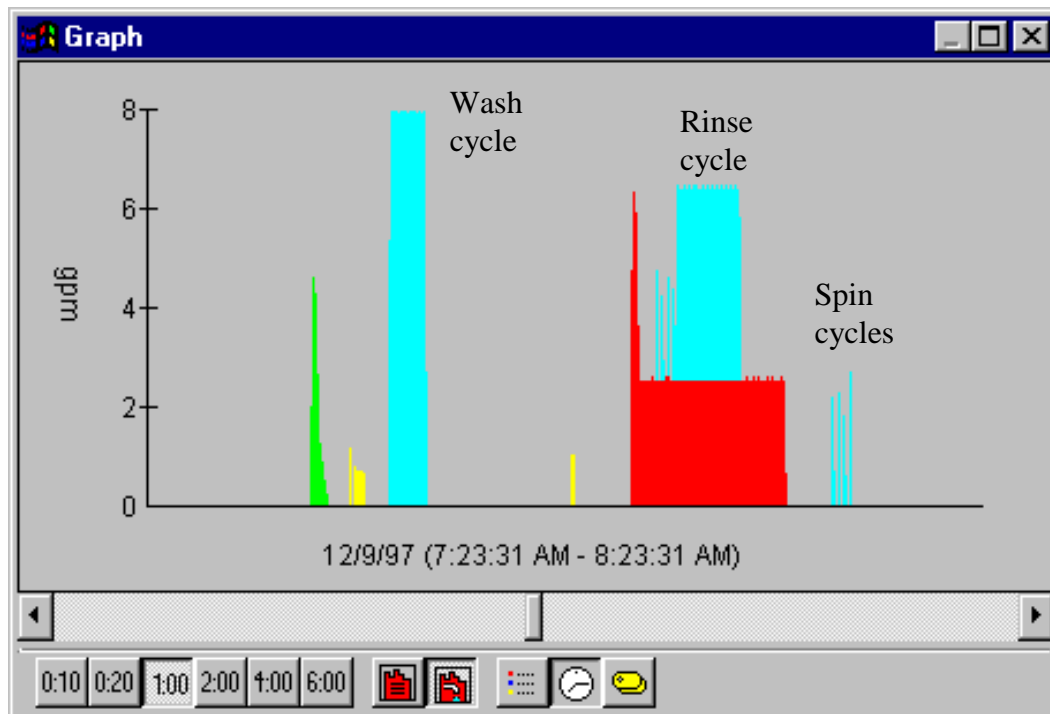 Graph
8
6
4
2
0
gpm
Wash
cycle
Rinse
cycle
Spin
cycles
12/9/97 (7:23:31 AM - 8:23:31 AM)
0:10 0:20 1:00 2:00 4:00 6:00